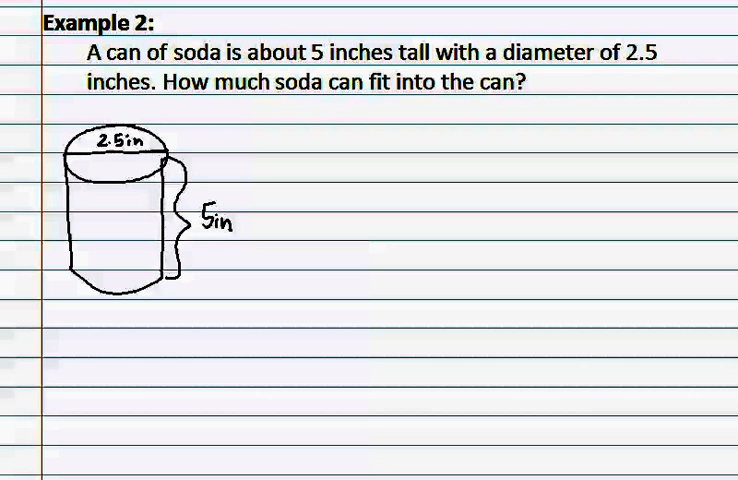 Example 2:
A can of soda is about 5 inches tall with a diameter of 2.5
inches. How much soda can fit into the can?
2.5in
5in